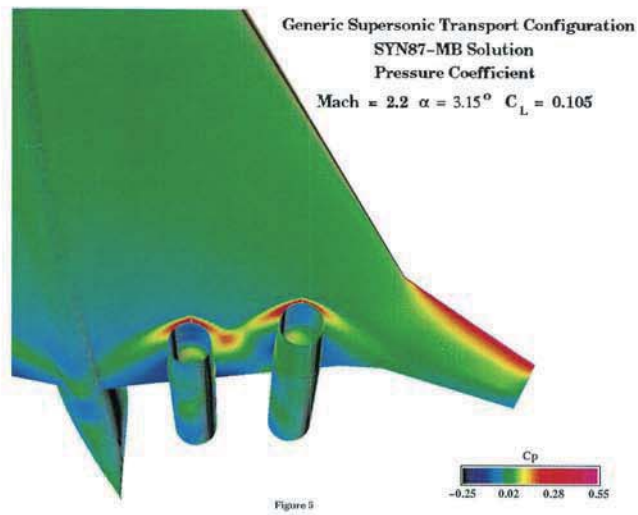 Generic Supersonic Transport Configuration
SYN87-MB Solution
Pressure Coefficient
Mach = 2.2 α = 3.15° C_L = 0.105
Cp
-0.25 0.02 0.28 0.55
Figure 5